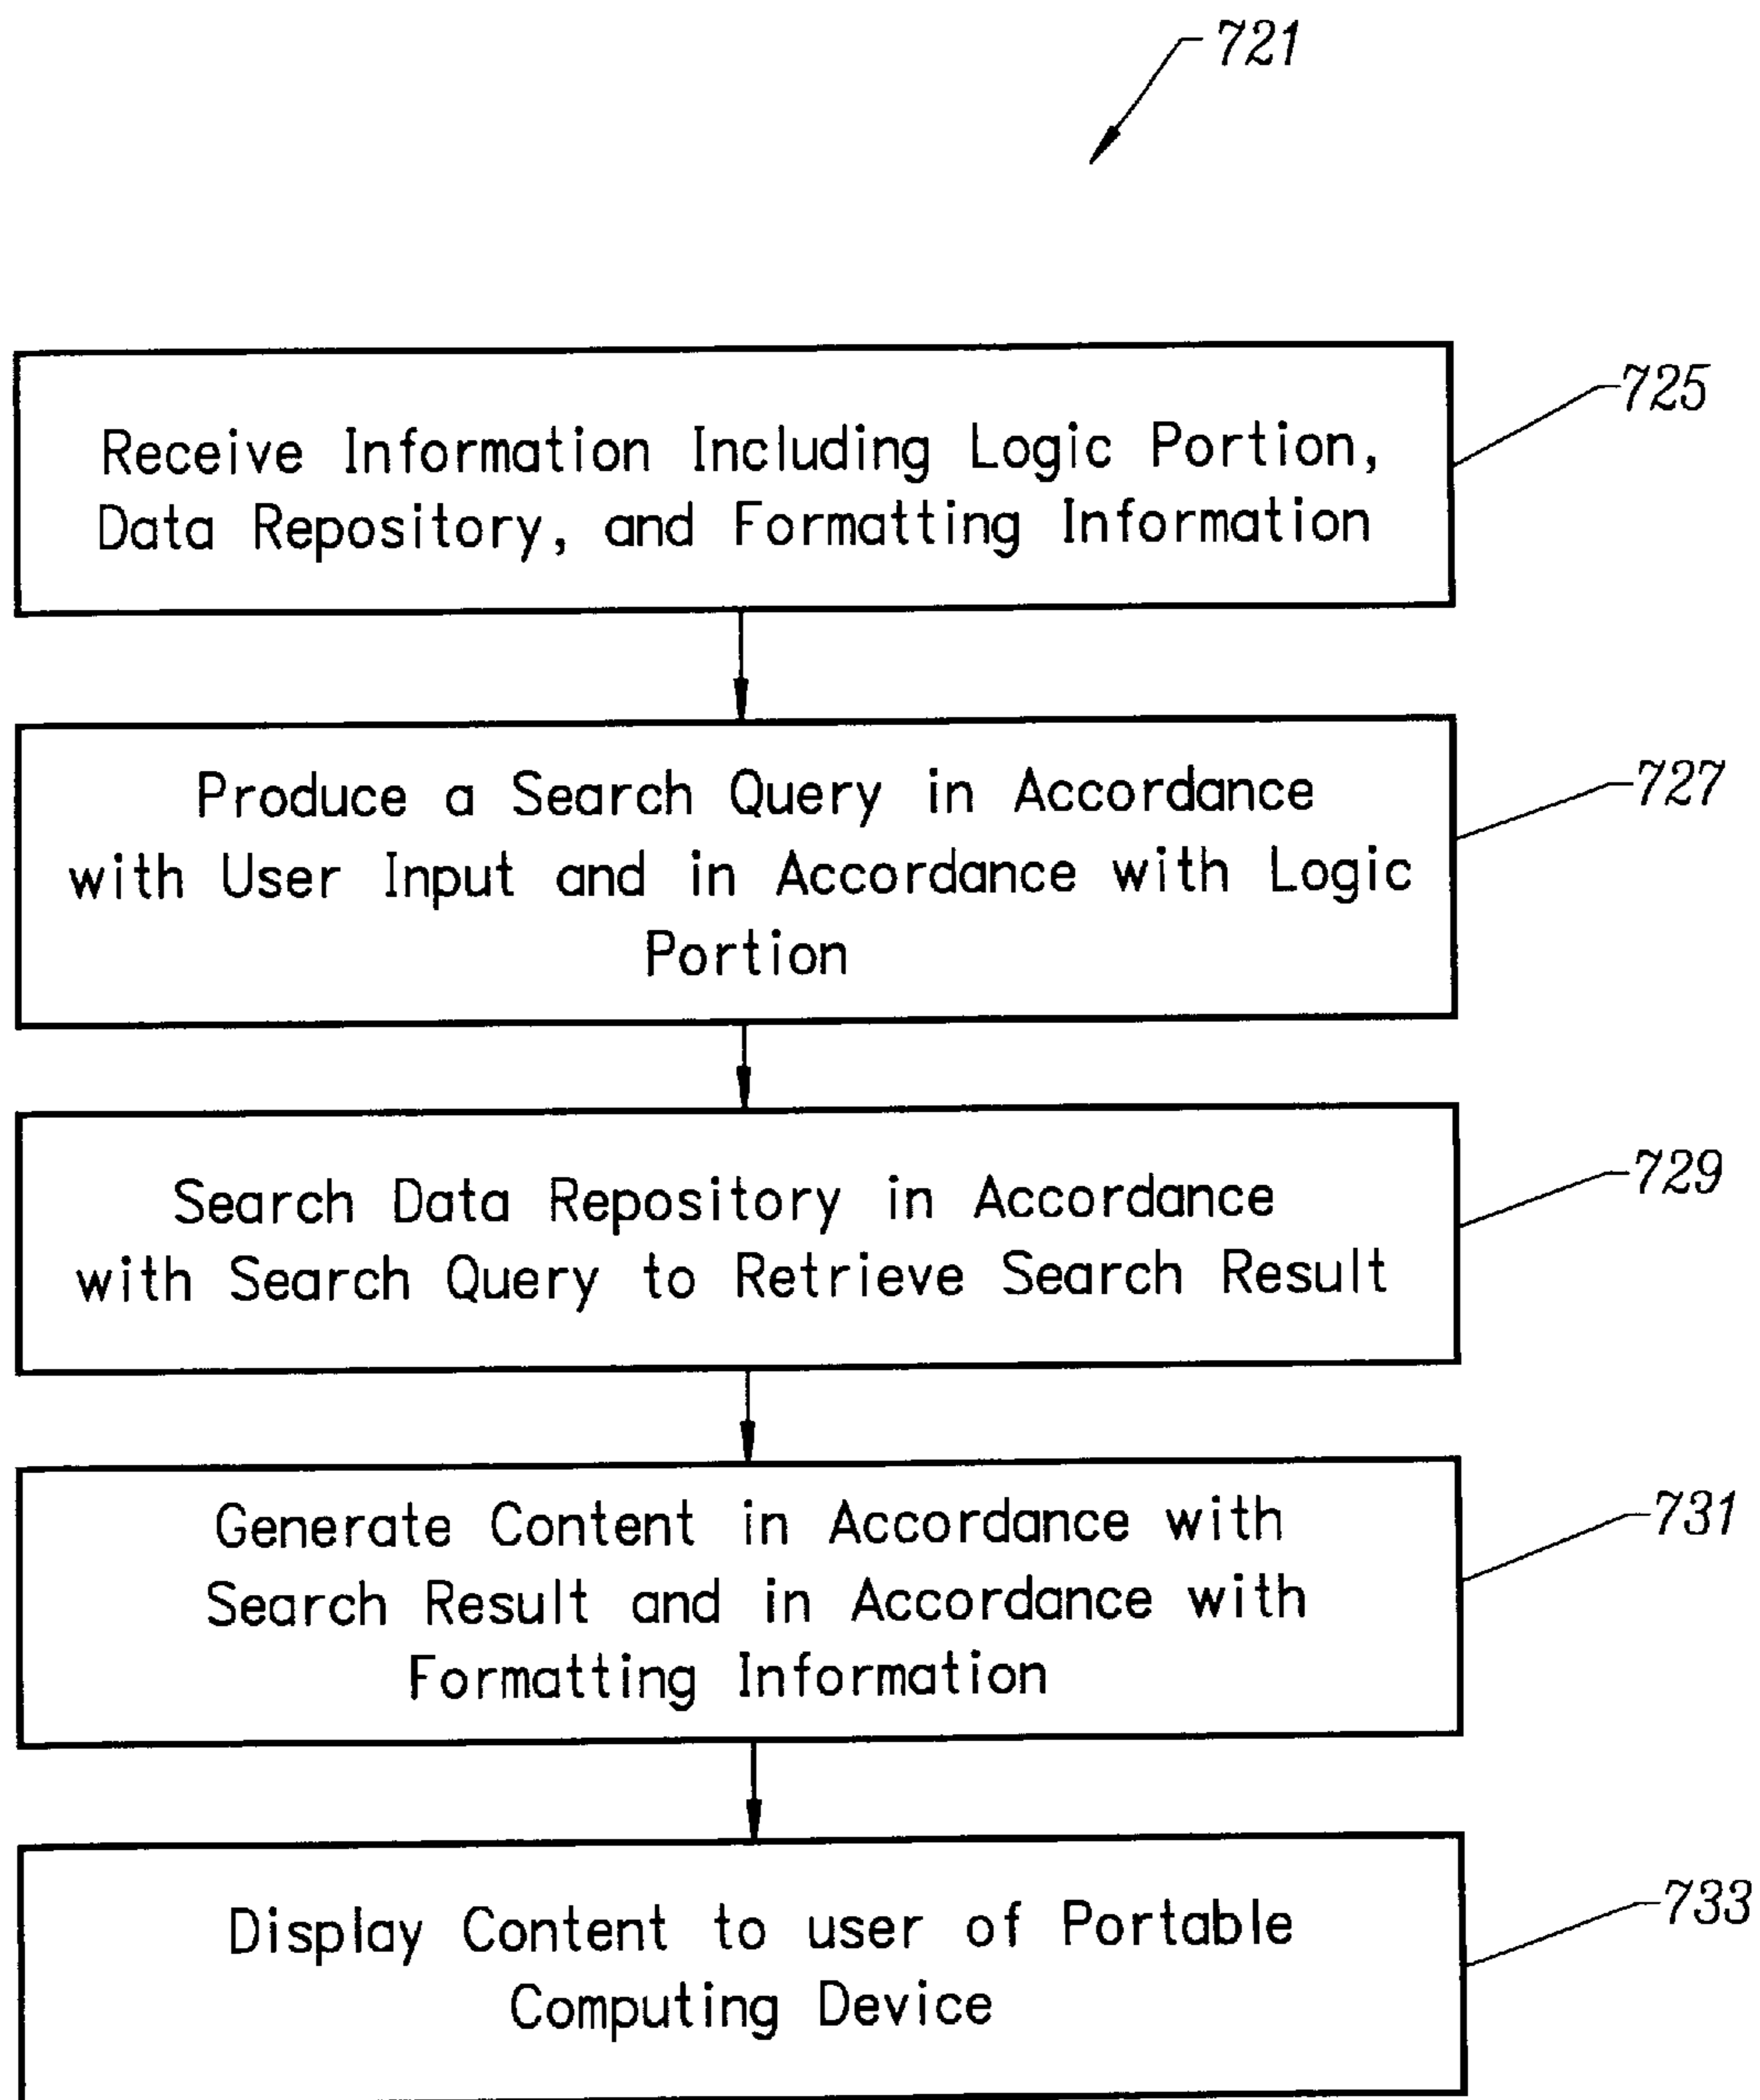 721
Receive Information Including Logic Portion,
Data Repository, and Formatting Information
725
Produce a Search Query in Accordance
with User Input and in Accordance with Logic
Portion
727
Search Data Repository in Accordance
with Search Query to Retrieve Search Result
729
Generate Content in Accordance with
Search Result and in Accordance with
Formatting Information
731
Display Content to user of Portable
Computing Device
733